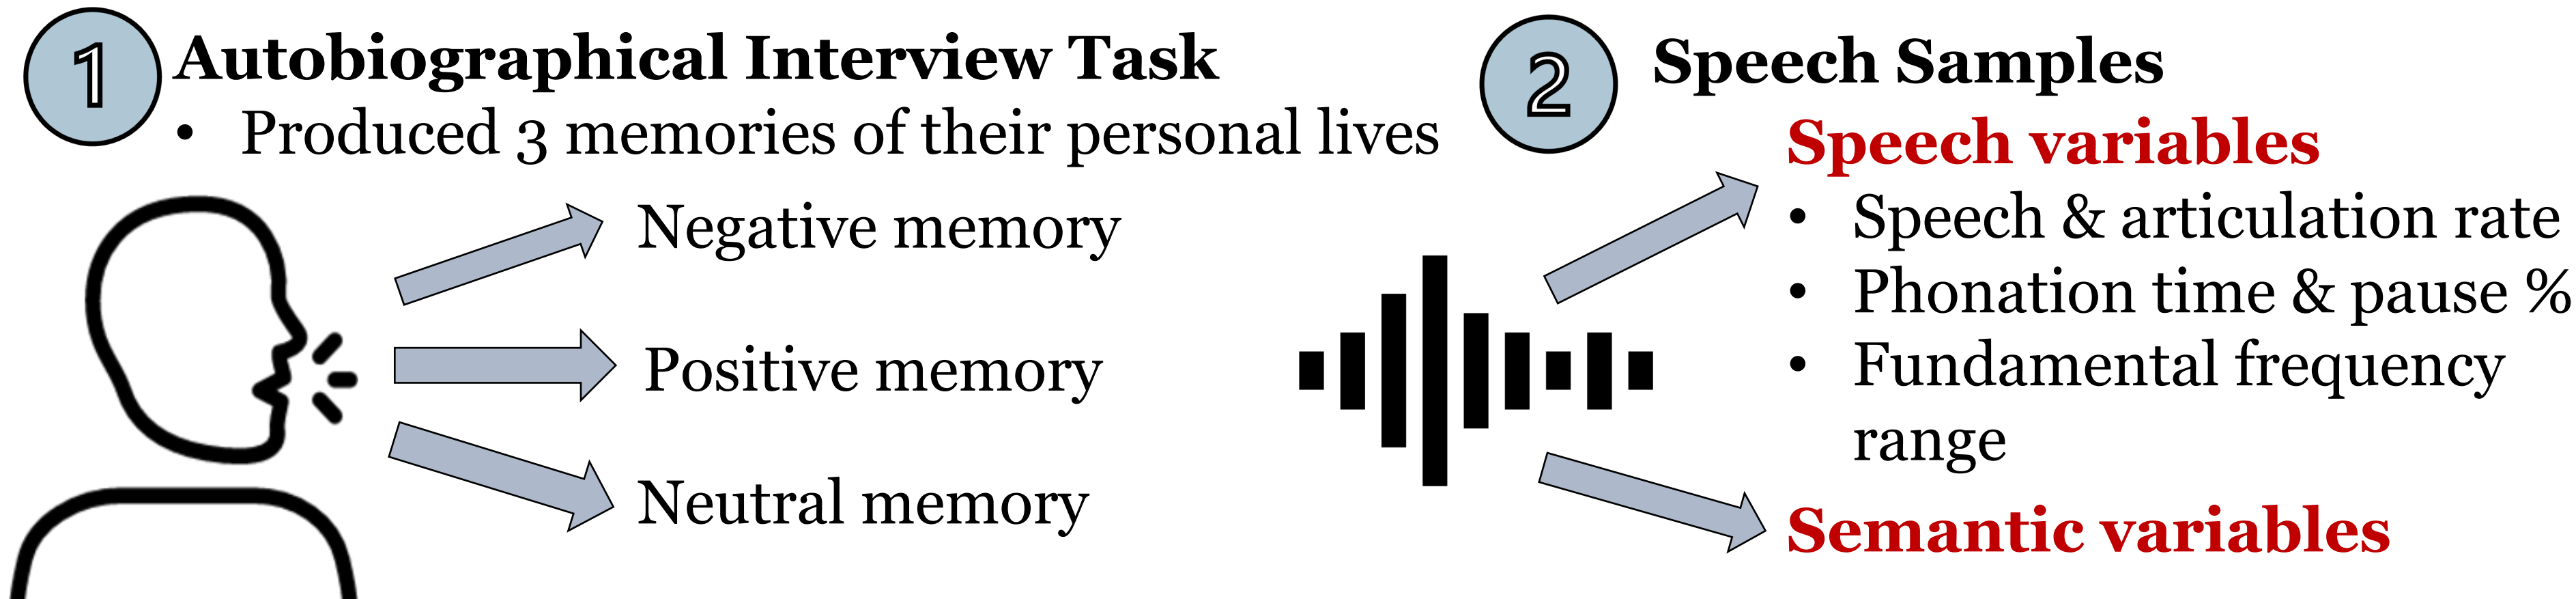 1
Autobiographical Interview Task
• Produced 3 memories of their personal lives
Negative memory
Positive memory
Neutral memory
2
Speech Samples
Speech variables
• Speech & articulation rate
• Phonation time & pause %
• Fundamental frequency
range
Semantic variables